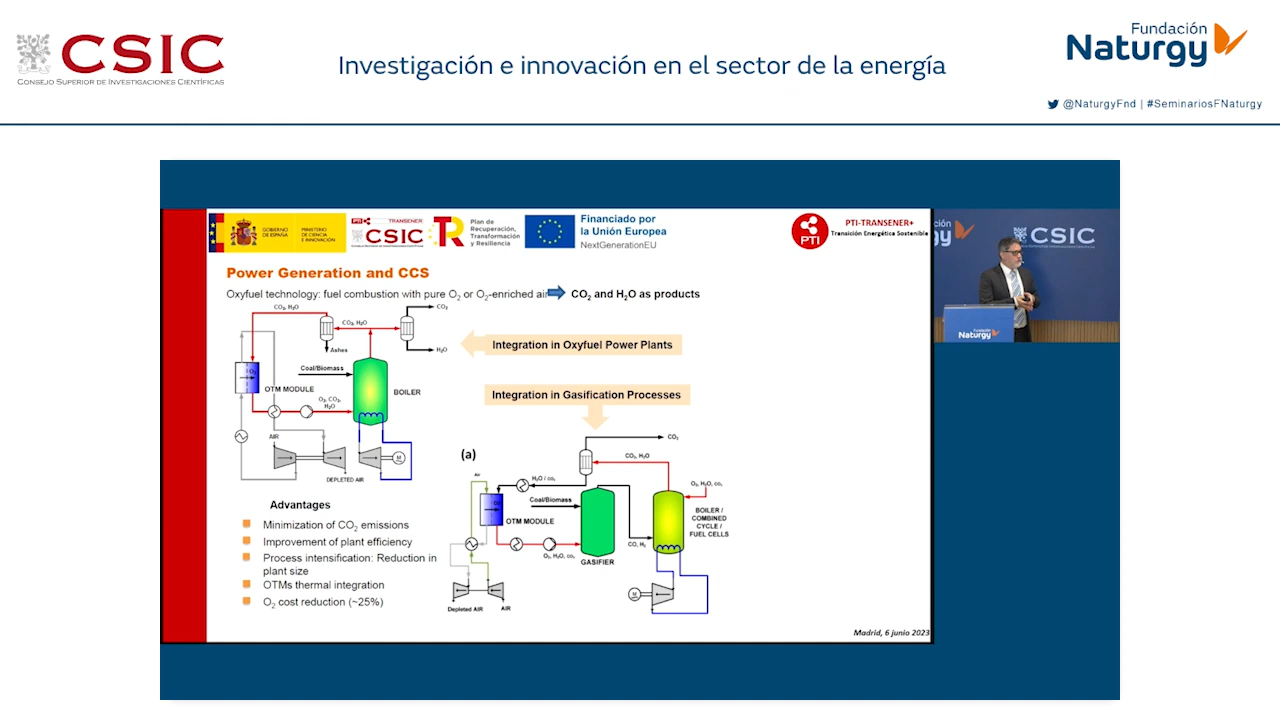 CSIC
CONSEJO SUPERIOR DE INVESTIGACIONES CIENTÍFICAS
Investigación e innovación en el sector de la energía
Fundación
Naturgy
@NaturgyFnd | #SeminariosFNaturgy
GOBIERNO
DE ESPAÑA
MINISTERIO
DE CIENCIA
E INNOVACIÓN
PTI
TRANSENER
CSIC
Plan de
Recuperación,
Transformación
y Resiliencia
Financiado por
la Unión Europea
NextGenerationEU
PTI
PTI-TRANSENER+
Transición Energética Sostenible
Power Generation and CCS
Oxyfuel technology: fuel combustion with pure O2 or O2-enriched air
CO2 and H2O as products
CO2, H2O
CO2, H2O
CO2
H2O
Ashes
Coal/Biomass
O2
OTM MODULE
BOILER
O2, CO2,
H2O
AIR
M
DEPLETED AIR
Integration in Oxyfuel Power Plants
Integration in Gasification Processes
(a)
CO2
CO2, H2O
Air
H2O / CO2
Coal/Biomass
O2, H2O, CO2
O2
OTM MODULE
BOILER /
COMBINED
CYCLE /
FUEL CELLS
CO, H2
O2, H2O, CO2
GASIFIER
M
Depleted AIR
AIR
Advantages
Minimization of CO2 emissions
Improvement of plant efficiency
Process intensification: Reduction in
plant size
OTMs thermal integration
O2 cost reduction (~25%)
Madrid, 6 junio 2023
ción
gy
CSIC
Fundación
Naturgy